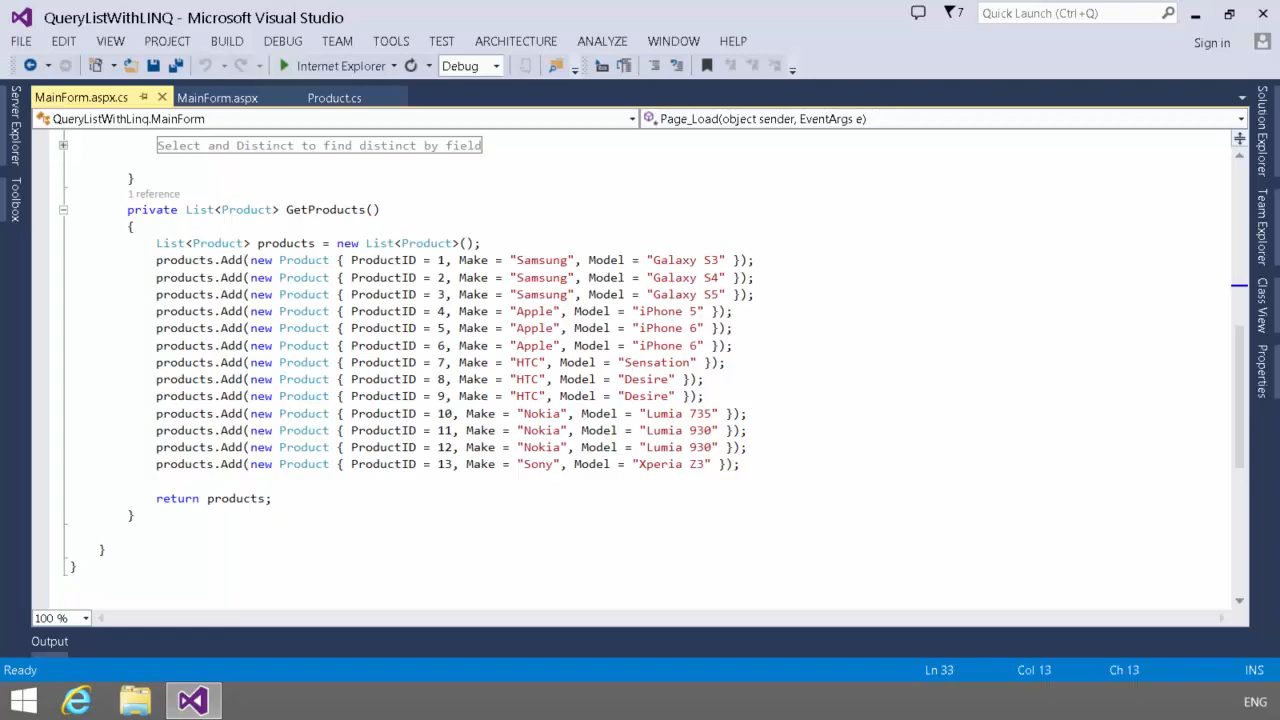 QueryListWithLINQ - Microsoft Visual Studio
7
Quick Launch (Ctrl+Q)
FILE EDIT VIEW PROJECT BUILD DEBUG TEAM TOOLS TEST ARCHITECTURE ANALYZE WINDOW HELP
Sign in
Internet Explorer
Debug
MainForm.aspx.cs
MainForm.aspx
Product.cs
QueryListWithLinq.MainForm
Page_Load(object sender, EventArgs e)
Server Explorer
Toolbox
Select and Distinct to find distinct by field
}
1 reference
private List<Product> GetProducts()
{
List<Product> products = new List<Product>();
products.Add(new Product { ProductID = 1, Make = "Samsung", Model = "Galaxy S3" });
products.Add(new Product { ProductID = 2, Make = "Samsung", Model = "Galaxy S4" });
products.Add(new Product { ProductID = 3, Make = "Samsung", Model = "Galaxy S5" });
products.Add(new Product { ProductID = 4, Make = "Apple", Model = "iPhone 5" });
products.Add(new Product { ProductID = 5, Make = "Apple", Model = "iPhone 6" });
products.Add(new Product { ProductID = 6, Make = "Apple", Model = "iPhone 6" });
products.Add(new Product { ProductID = 7, Make = "HTC", Model = "Sensation" });
products.Add(new Product { ProductID = 8, Make = "HTC", Model = "Desire" });
products.Add(new Product { ProductID = 9, Make = "HTC", Model = "Desire" });
products.Add(new Product { ProductID = 10, Make = "Nokia", Model = "Lumia 735" });
products.Add(new Product { ProductID = 11, Make = "Nokia", Model = "Lumia 930" });
products.Add(new Product { ProductID = 12, Make = "Nokia", Model = "Lumia 930" });
products.Add(new Product { ProductID = 13, Make = "Sony", Model = "Xperia Z3" });
return products;
}
}
}
Solution Explorer
Team Explorer
Class View
Properties
100 %
Output
Ready
Ln 33
Col 13
Ch 13
INS
ENG